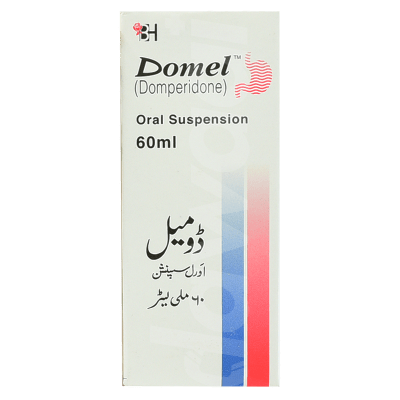 BH
Domel™
(Domperidone)
Oral Suspension
60ml
ڈومیل
اورل سسپنشن
۶۰ ملی لیٹر